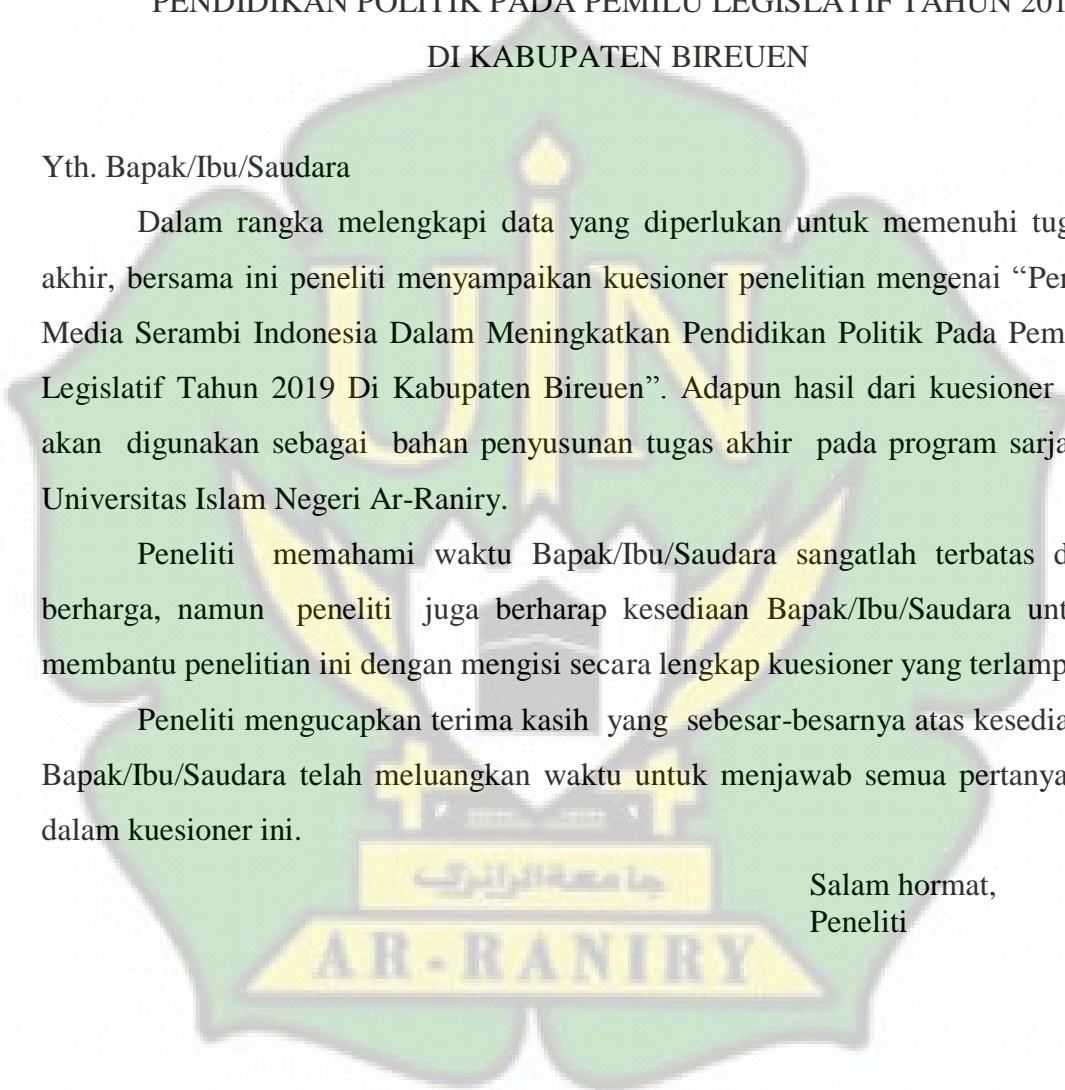 PENDIDIKAN POLITIK PADA PEMILU LEGISLATIF TAHUN 201
DI KABUPATEN BIREUEN
Yth. Bapak/Ibu/Saudara
Dalam rangka melengkapi data yang diperlukan untuk memenuhi tug
akhir, bersama ini peneliti menyampaikan kuesioner penelitian mengenai “Per
Media Serambi Indonesia Dalam Meningkatkan Pendidikan Politik Pada Pem
Legislatif Tahun 2019 Di Kabupaten Bireuen”. Adapun hasil dari kuesioner
akan digunakan sebagai bahan penyusunan tugas akhir pada program sarja
Universitas Islam Negeri Ar-Raniry.
Peneliti memahami waktu Bapak/Ibu/Saudara sangatlah terbatas d
berharga, namun peneliti juga berharap kesediaan Bapak/Ibu/Saudara unt
membantu penelitian ini dengan mengisi secara lengkap kuesioner yang terlamp
Peneliti mengucapkan terima kasih yang sebesar-besarnya atas kesedia
Bapak/Ibu/Saudara telah meluangkan waktu untuk menjawab semua pertanya
dalam kuesioner ini.
Salam hormat,
Peneliti
UIN
جامعة الرانري
AR-RANIRY